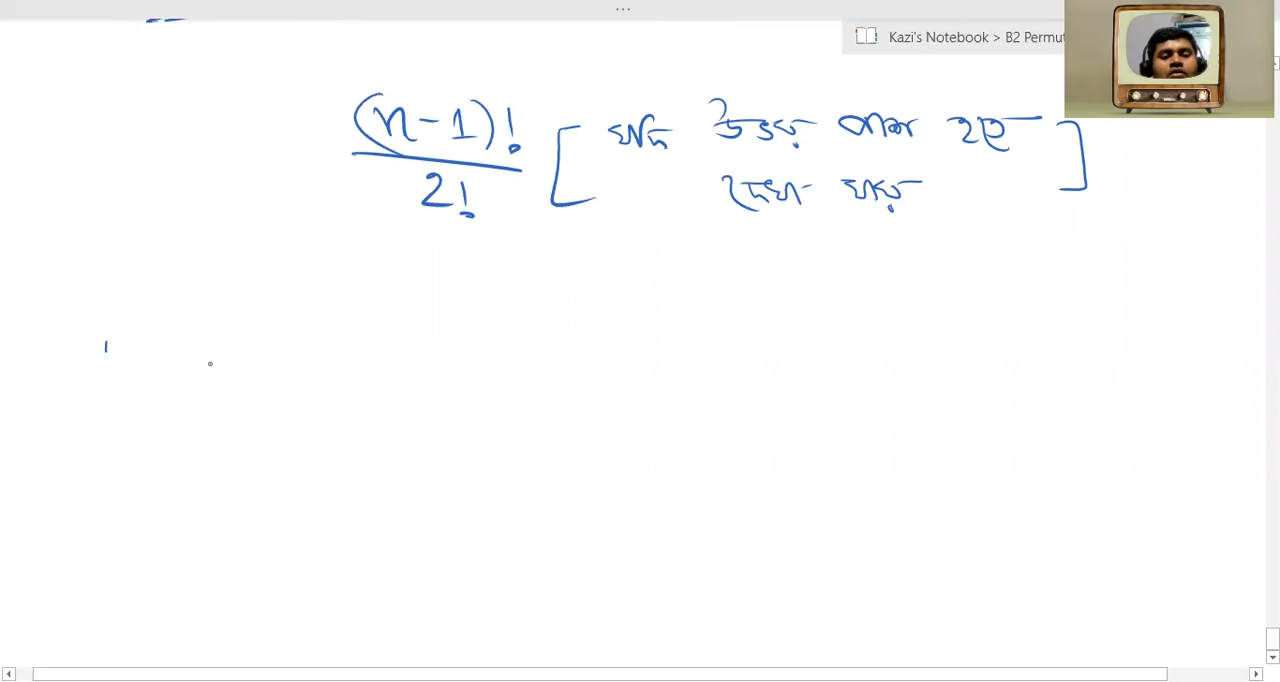 Kazi's Notebook > B2 Permut
(n-1)! / 2! [ যদি উভয় পাশ হতে
দেখা যায় ]